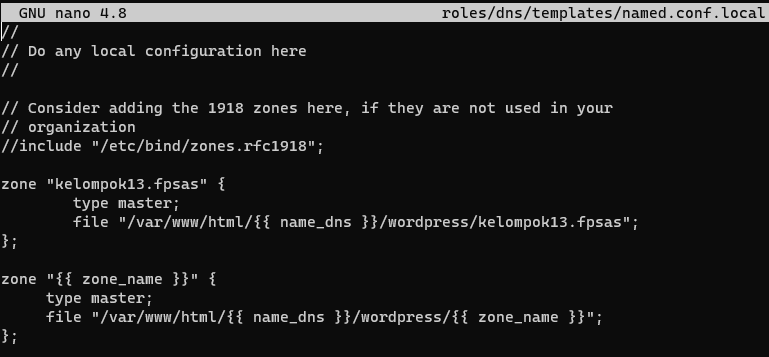 GNU nano 4.8 roles/dns/templates/named.conf.local
//
// Do any local configuration here
//
// Consider adding the 1918 zones here, if they are not used in your
// organization
//include "/etc/bind/zones.rfc1918";
zone "kelompok13.fpsas" {
        type master;
        file "/var/www/html/{{ name_dns }}/wordpress/kelompok13.fpsas";
};
zone "{{ zone_name }}" {
     type master;
     file "/var/www/html/{{ name_dns }}/wordpress/{{ zone_name }}";
};